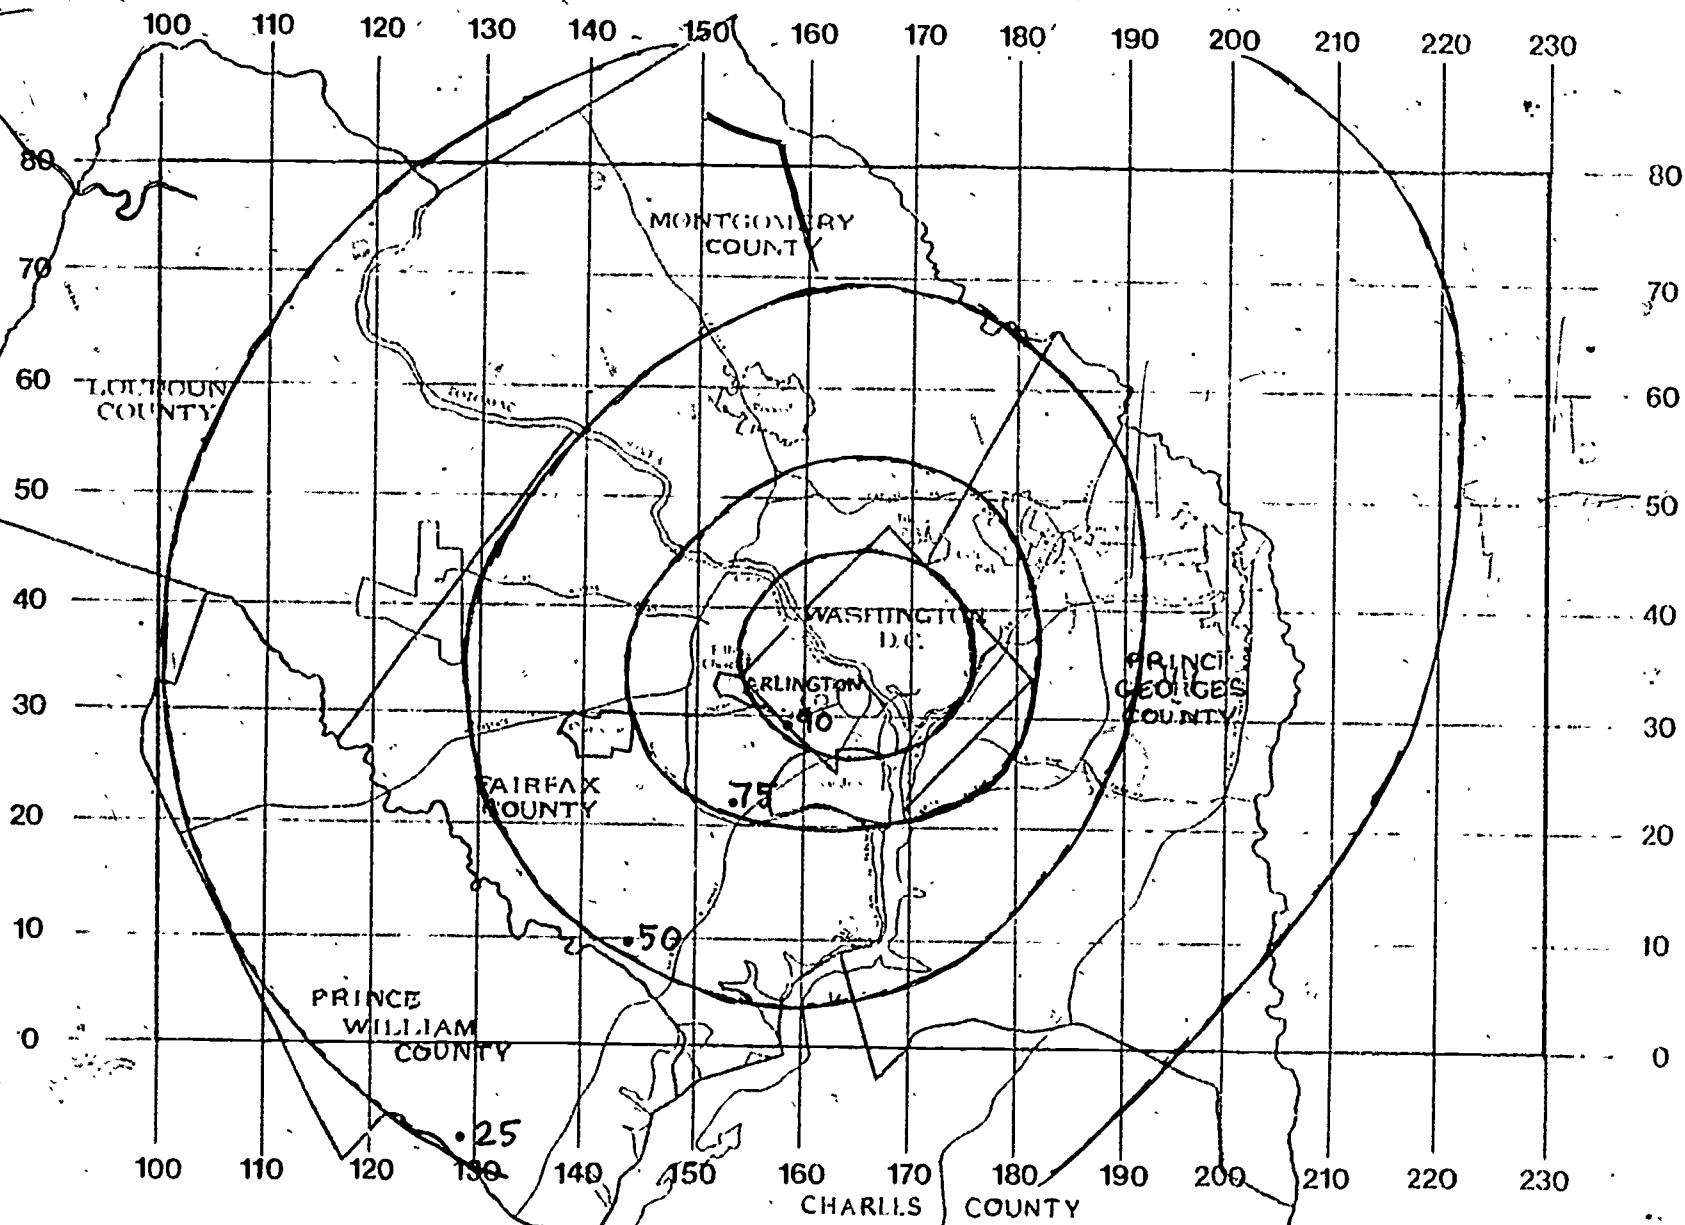 100 110 120 130 140 150 160 170 180 190 200 210 220 230
80 80
MONTGOMERY
COUNTY
70 70
60 LOUDOUN 60
COUNTY
POTOMAC
50 50
40 WASHINGTON 40
D.C.
PRINCE
GEORGES
COUNTY
ARLINGTON
30 .90 30
FAIRFAX
COUNTY
.75
20 20
10 .50 10
PRINCE
WILLIAM
COUNTY
0 0
.25
100 110 120 130 140 150 160 170 180 190 200 210 220 230
CHARLES COUNTY